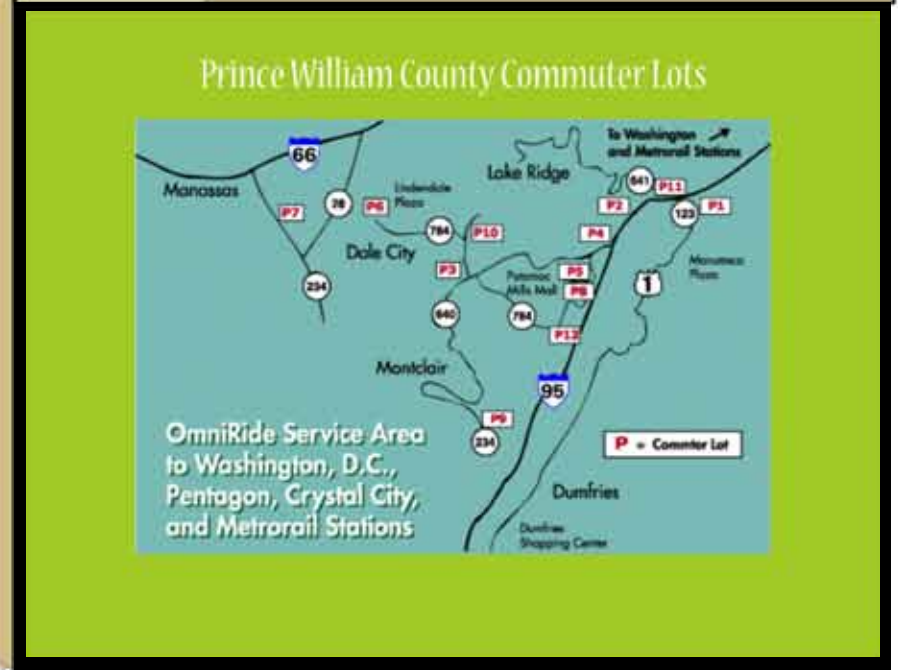 Prince William County Commuter Lots
To Washington
and Metrorail Stations
66
Lake Ridge
Manassas
641
P11
Lindendale
Plaza
P7
28
P6
P2
123
P1
784
P10
P4
Dale City
P3
Potomac
Mills Mall
P5
P8
1
Plaza
234
640
784
P12
Montclair
95
P9
234
OmniRide Service Area
to Washington, D.C.,
Pentagon, Crystal City,
and Metrorail Stations
P = Commter Lot
Dumfries
Dumfries
Shopping Center